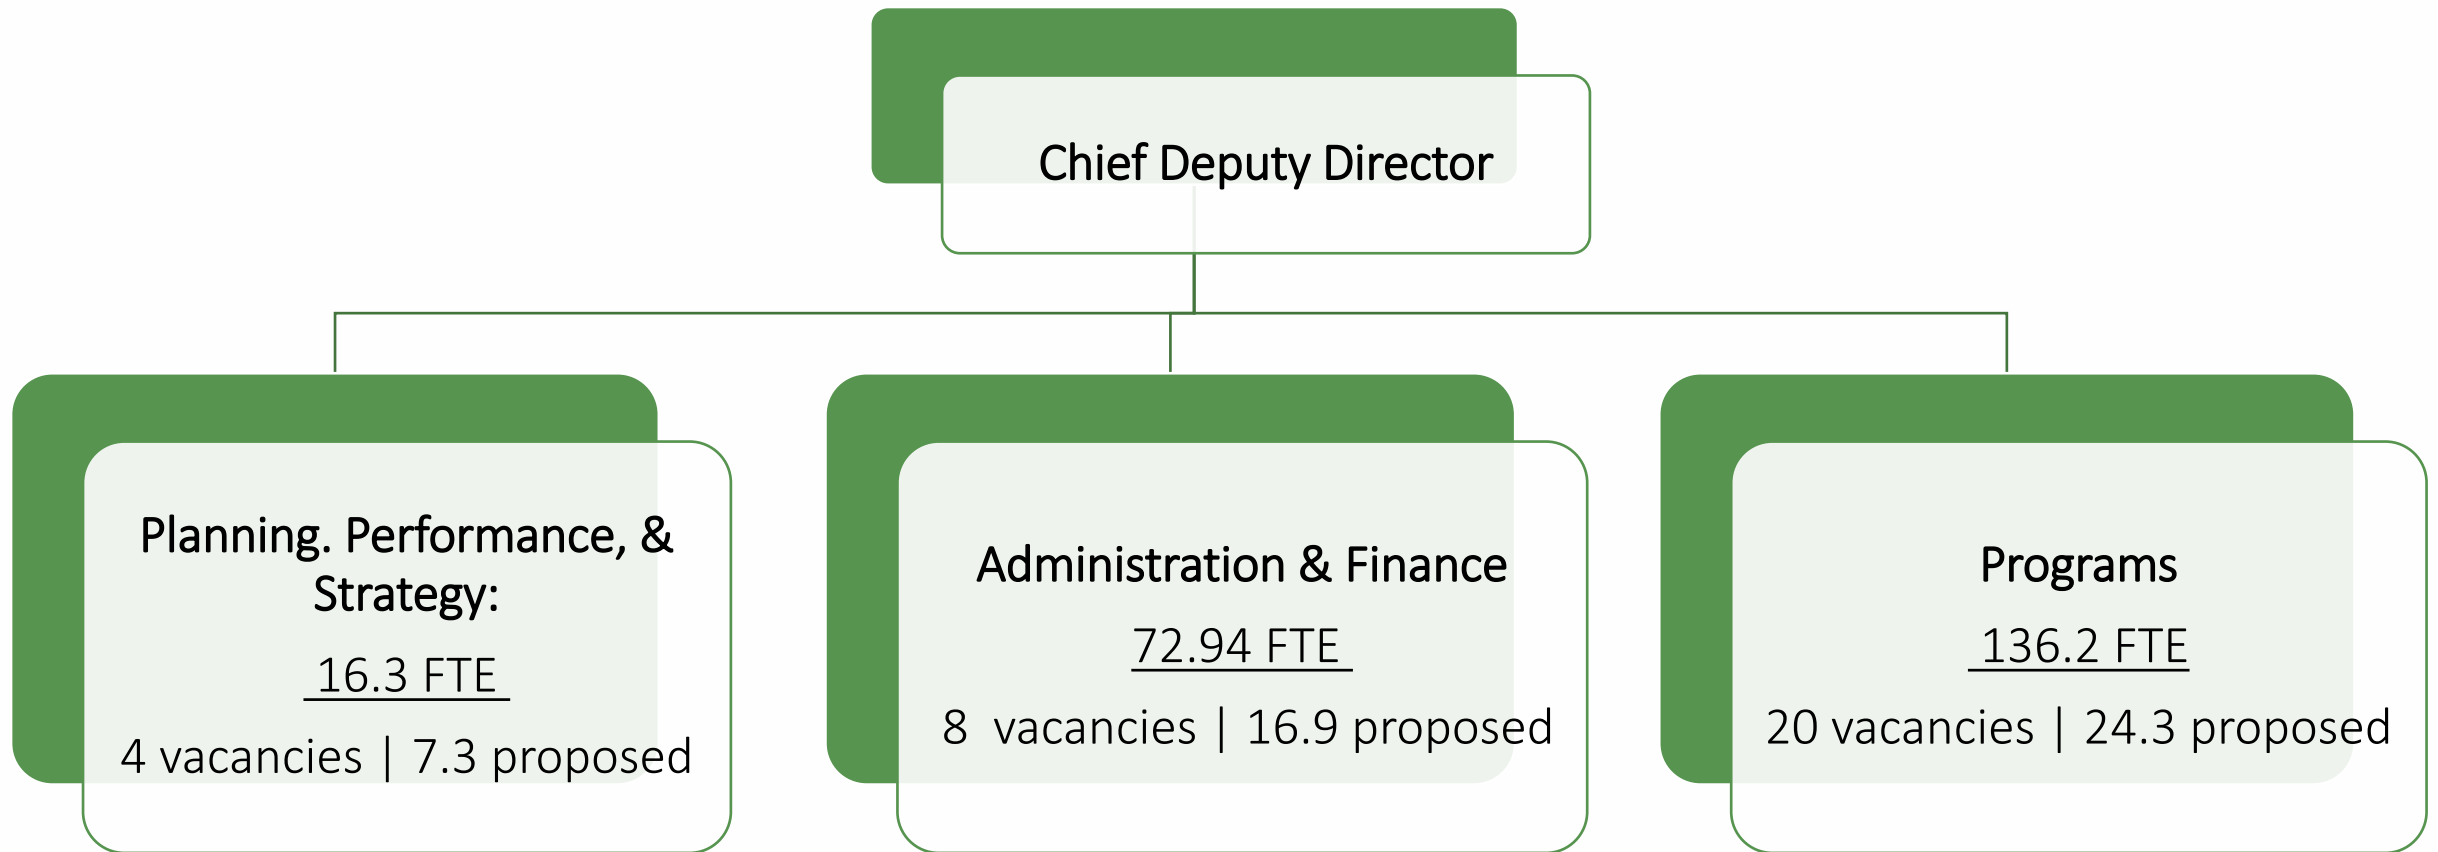 Chief Deputy Director
Planning. Performance, &
Strategy:
16.3 FTE
4 vacancies | 7.3 proposed
Administration & Finance
72.94 FTE
8  vacancies | 16.9 proposed
Programs
136.2 FTE
20 vacancies | 24.3 proposed